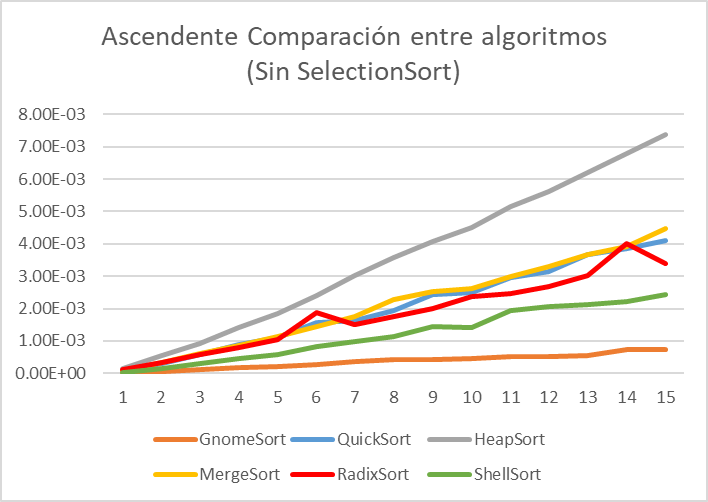 Ascendente Comparación entre algoritmos
(Sin SelectionSort)
8.00E-03
7.00E-03
6.00E-03
5.00E-03
4.00E-03
3.00E-03
2.00E-03
1.00E-03
0.00E+00
1 2 3 4 5 6 7 8 9 10 11 12 13 14 15
GnomeSort QuickSort HeapSort
MergeSort RadixSort ShellSort